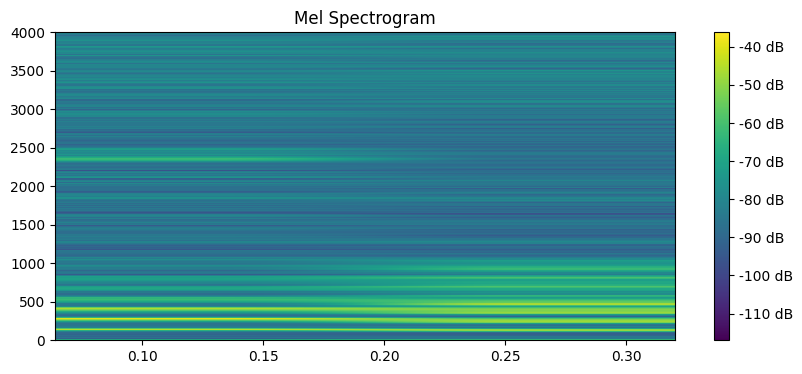 Mel Spectrogram
4000
3500
3000
2500
2000
1500
1000
500
0
0.10 0.15 0.20 0.25 0.30
-40 dB
-50 dB
-60 dB
-70 dB
-80 dB
-90 dB
-100 dB
-110 dB